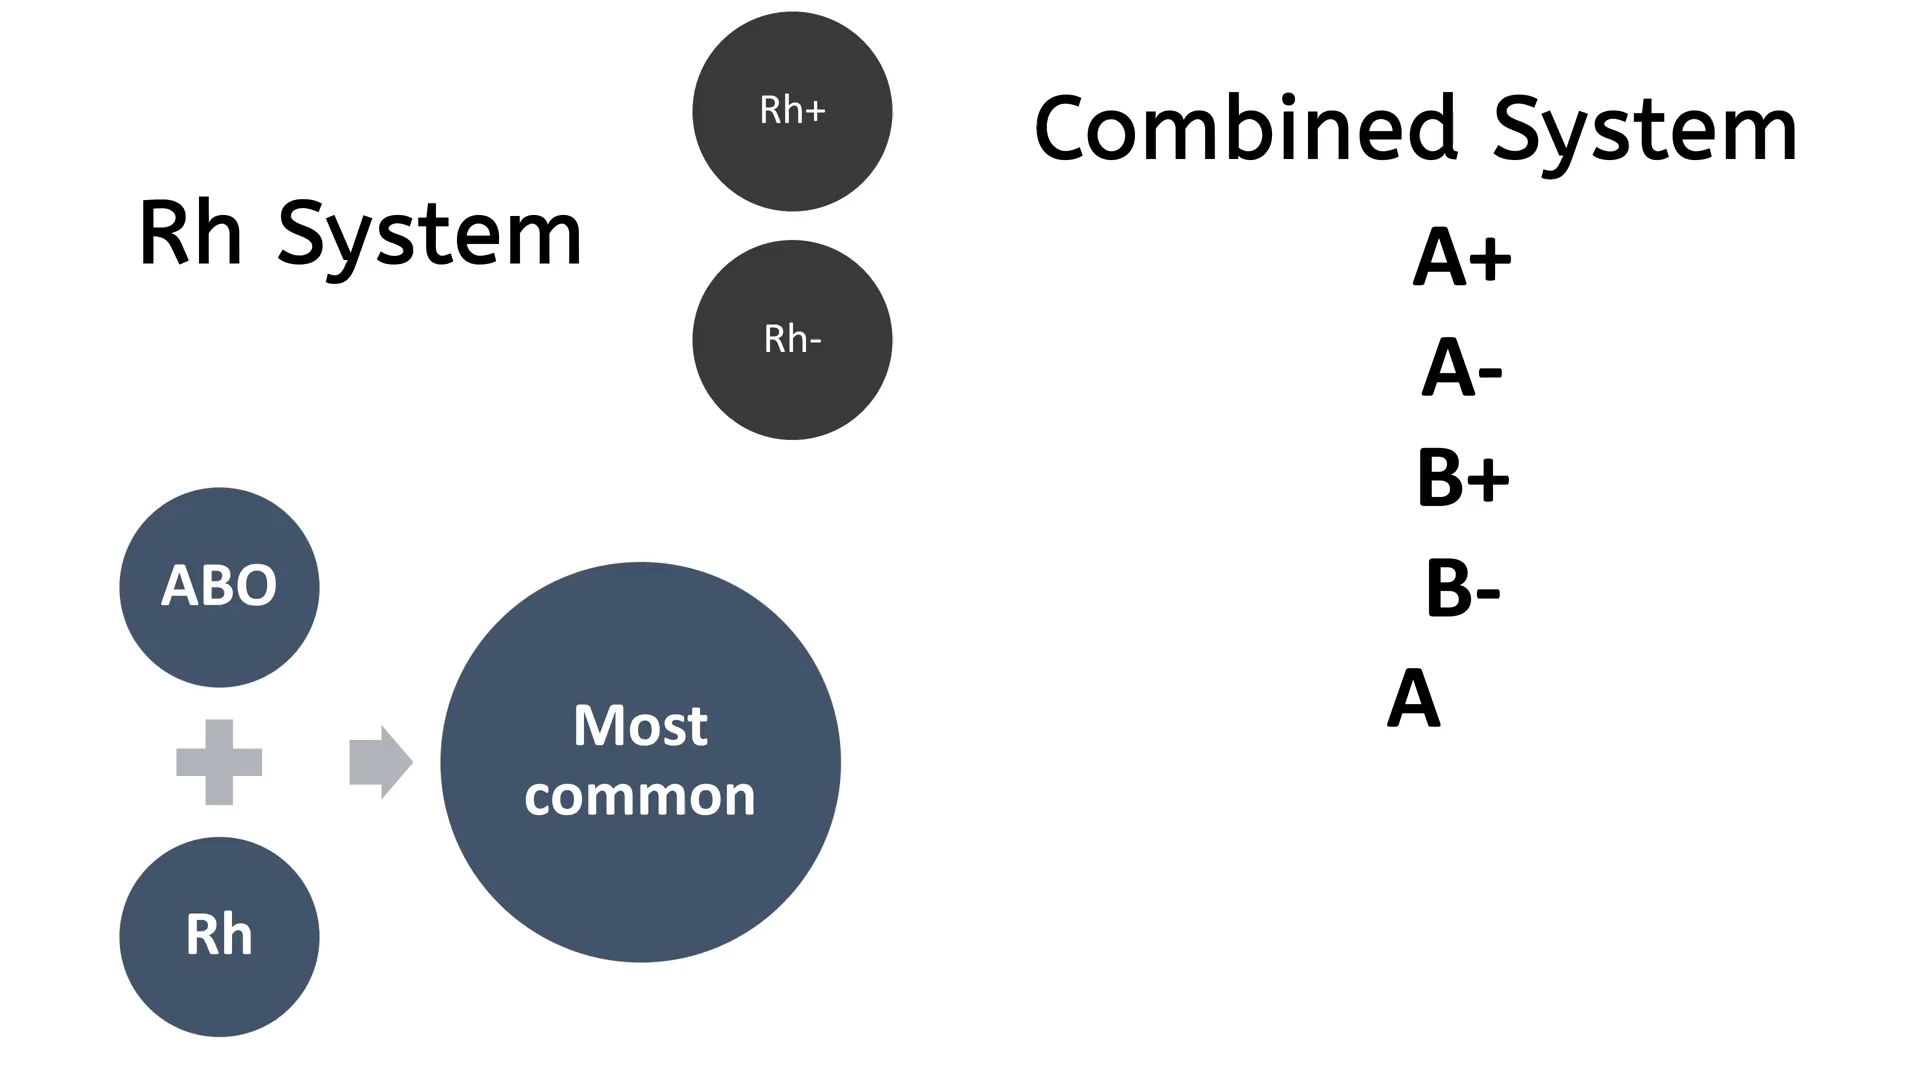 Rh System
Rh+
Rh-
ABO
Rh
Most
common
Combined System
A+
A-
B+
B-
A